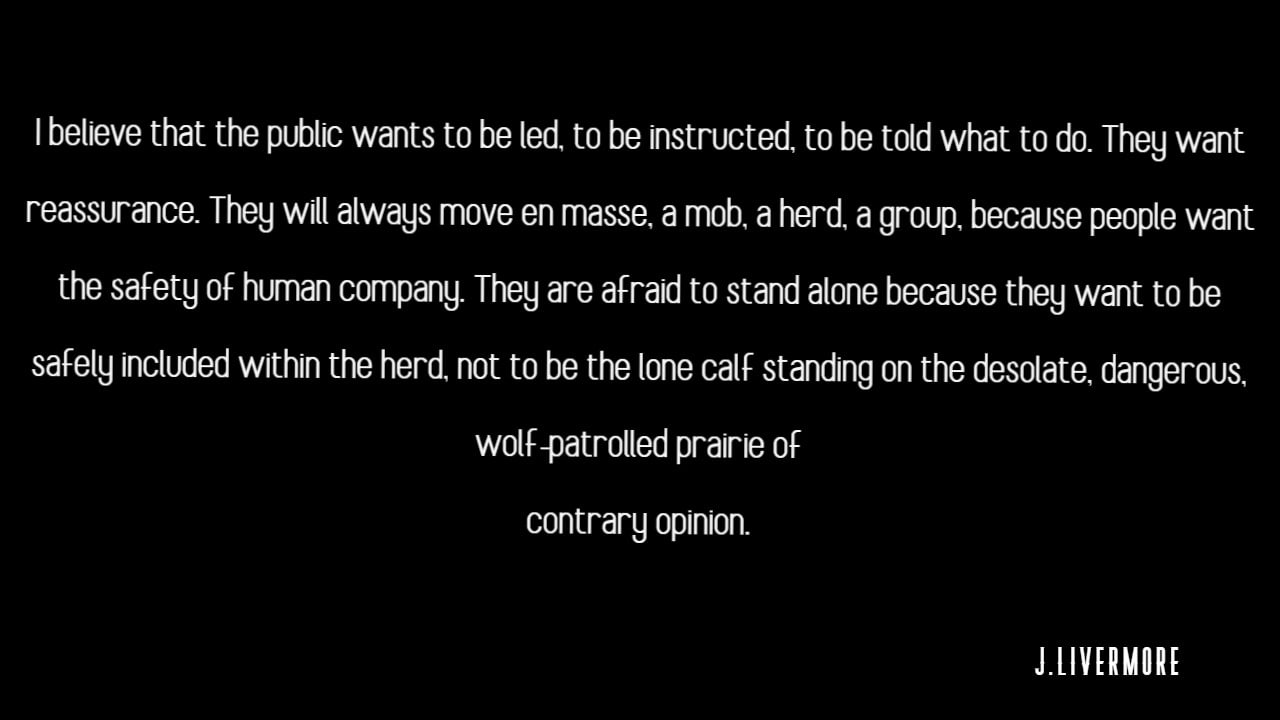 I believe that the public wants to be led, to be instructed, to be told what to do. They want
reassurance. They will always move en masse, a mob, a herd, a group, because people want
the safety of human company. They are afraid to stand alone because they want to be
safely included within the herd, not to be the lone calf standing on the desolate, dangerous,
wolf-patrolled prairie of
contrary opinion.
J.LIVERMORE